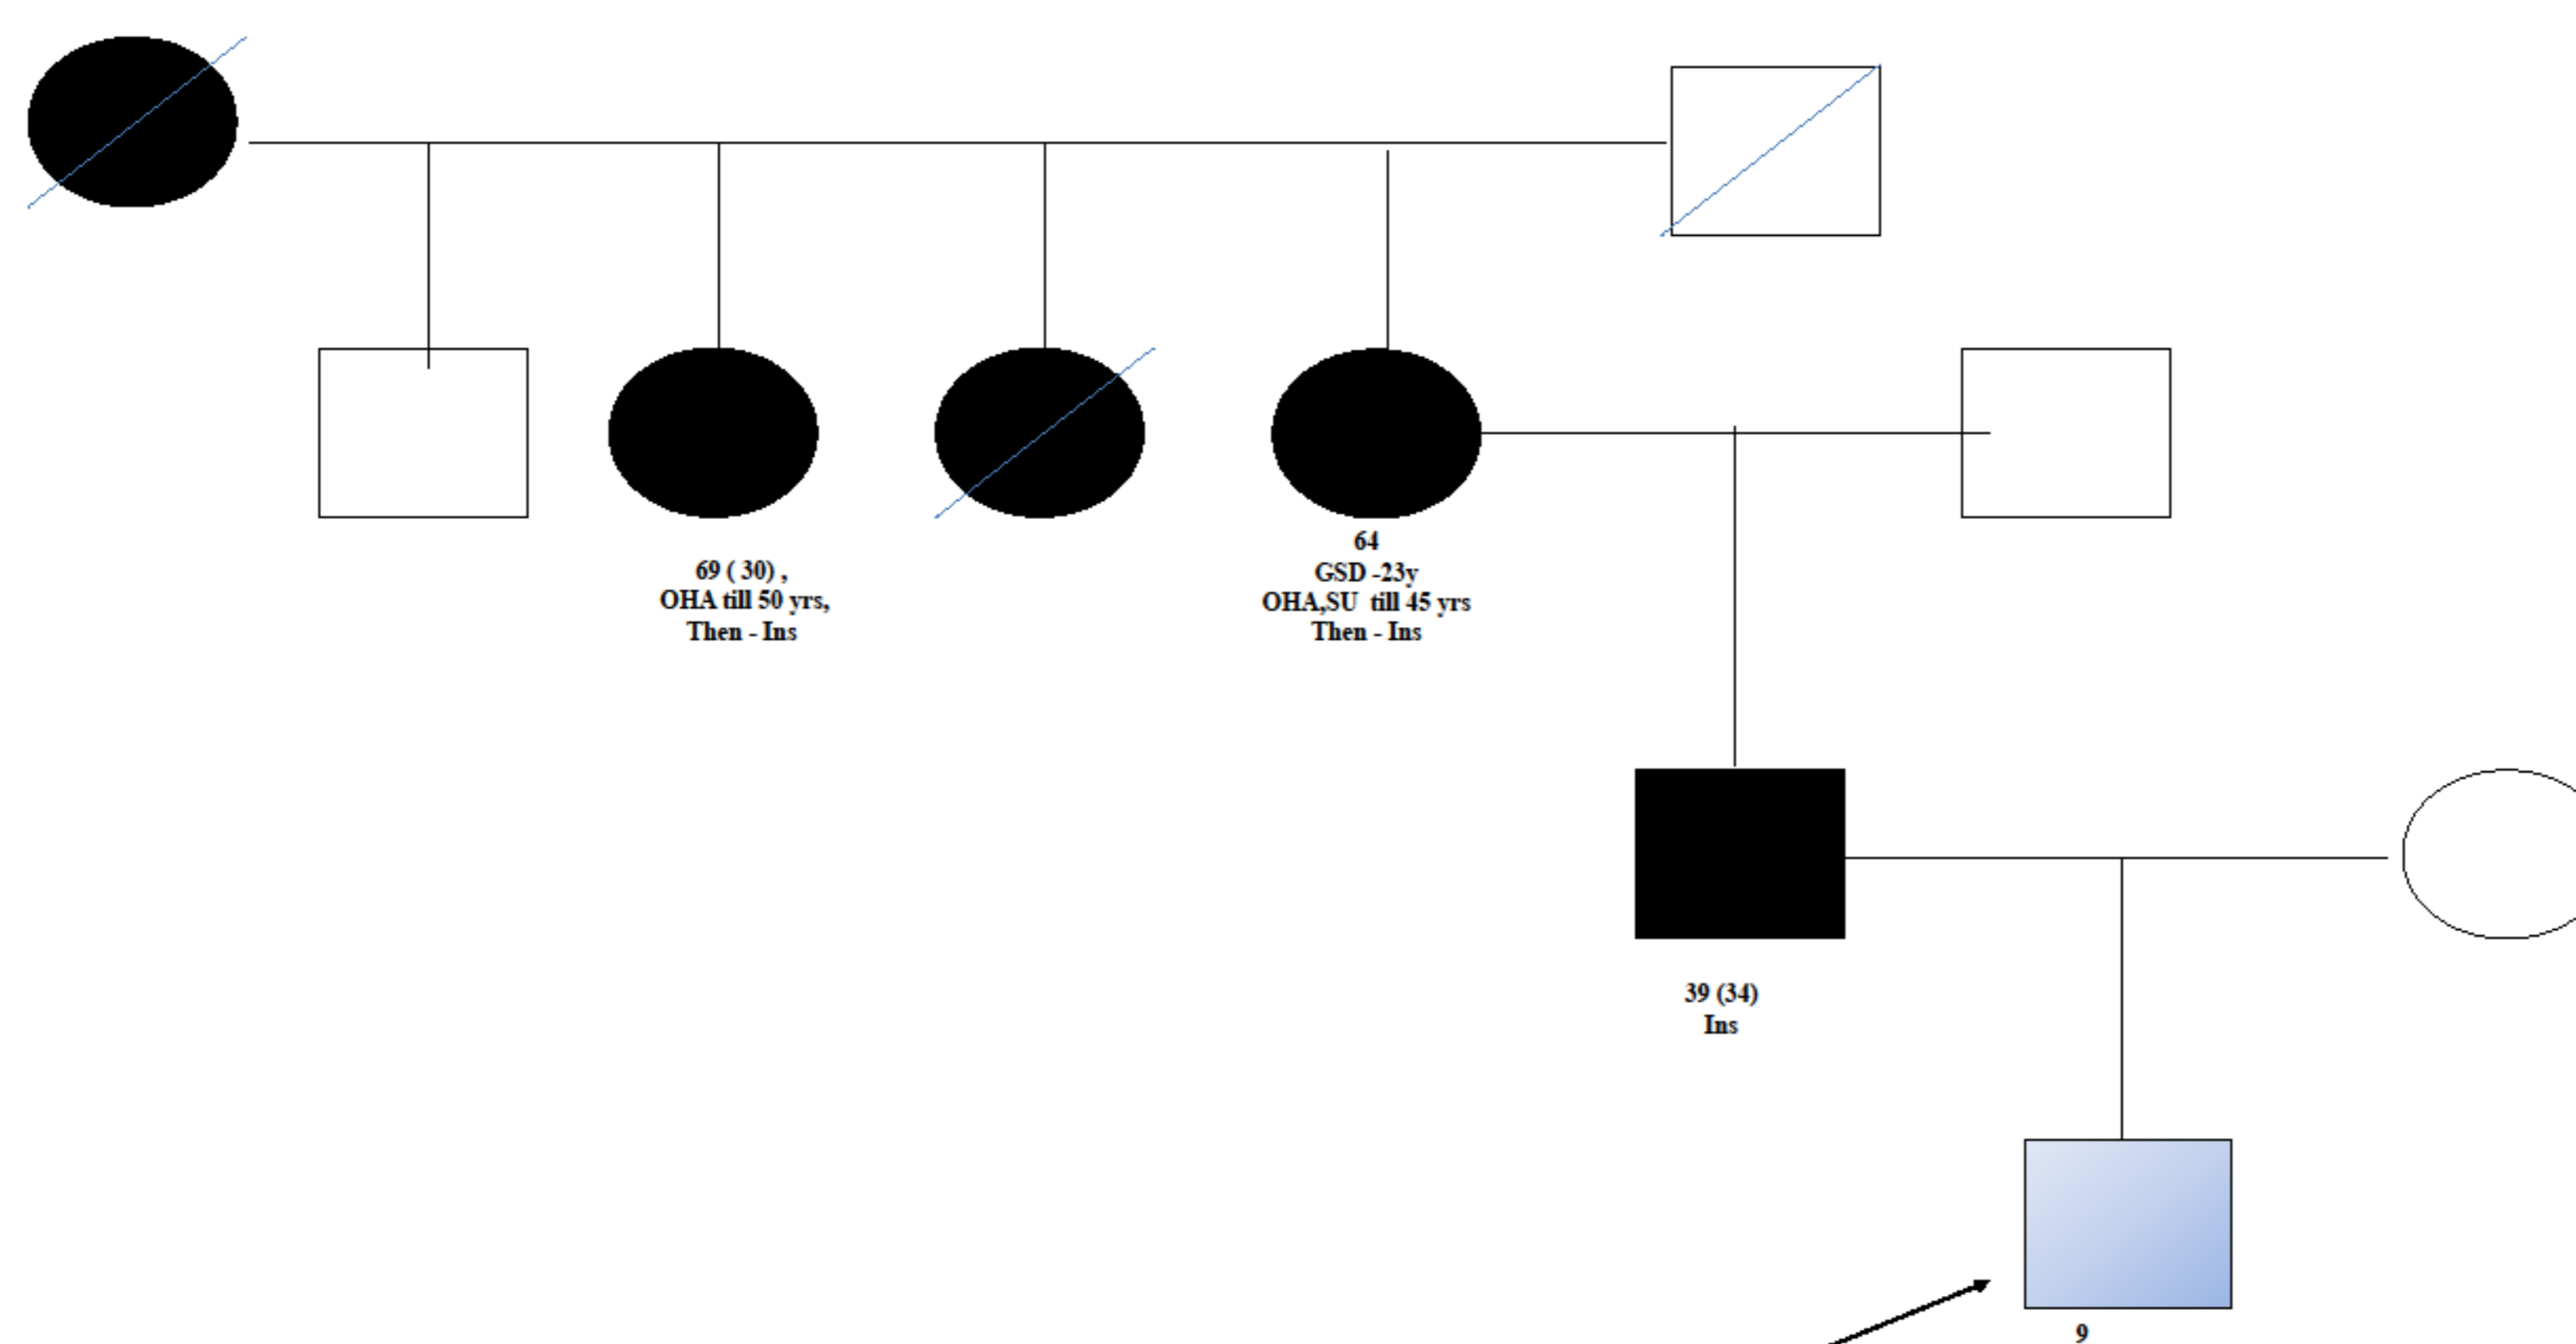 69 ( 30) ,
OHA till 50 yrs,
Then - Ins
64
GSD -23y
OHA,SU  till 45 yrs
Then - Ins
39 (34)
Ins
9